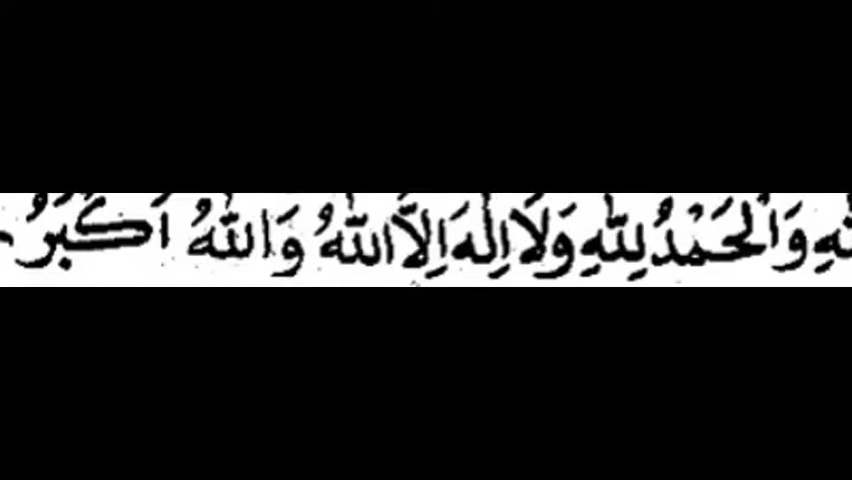 وَالْحَمْدُ لِلّٰهِ وَلَا اِلٰهَ اِلَّا اللّٰهُ وَاللّٰهُ اَكْبَرُ